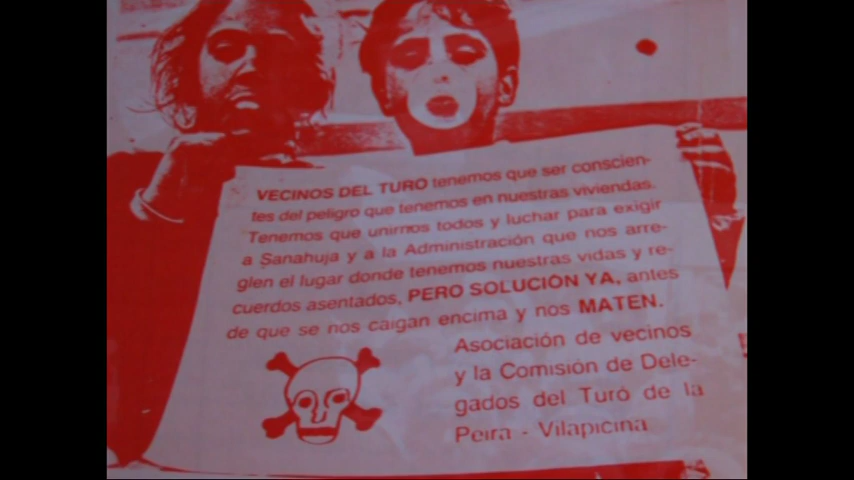 VECINOS DEL TURO tenemos que ser conscien-
tes del peligro que tenemos en nuestras viviendas.
Tenemos que unirnos todos y luchar para exigir
a Sanahuja y a la Administración que nos arre-
glen el lugar donde tenemos nuestras vidas y re-
cuerdos asentados, PERO SOLUCIÓN YA, antes
de que se nos caigan encima y nos MATEN.
Asociación de vecinos
y la Comisión de Dele-
gados del Turó de la
Peira - Vilapicina